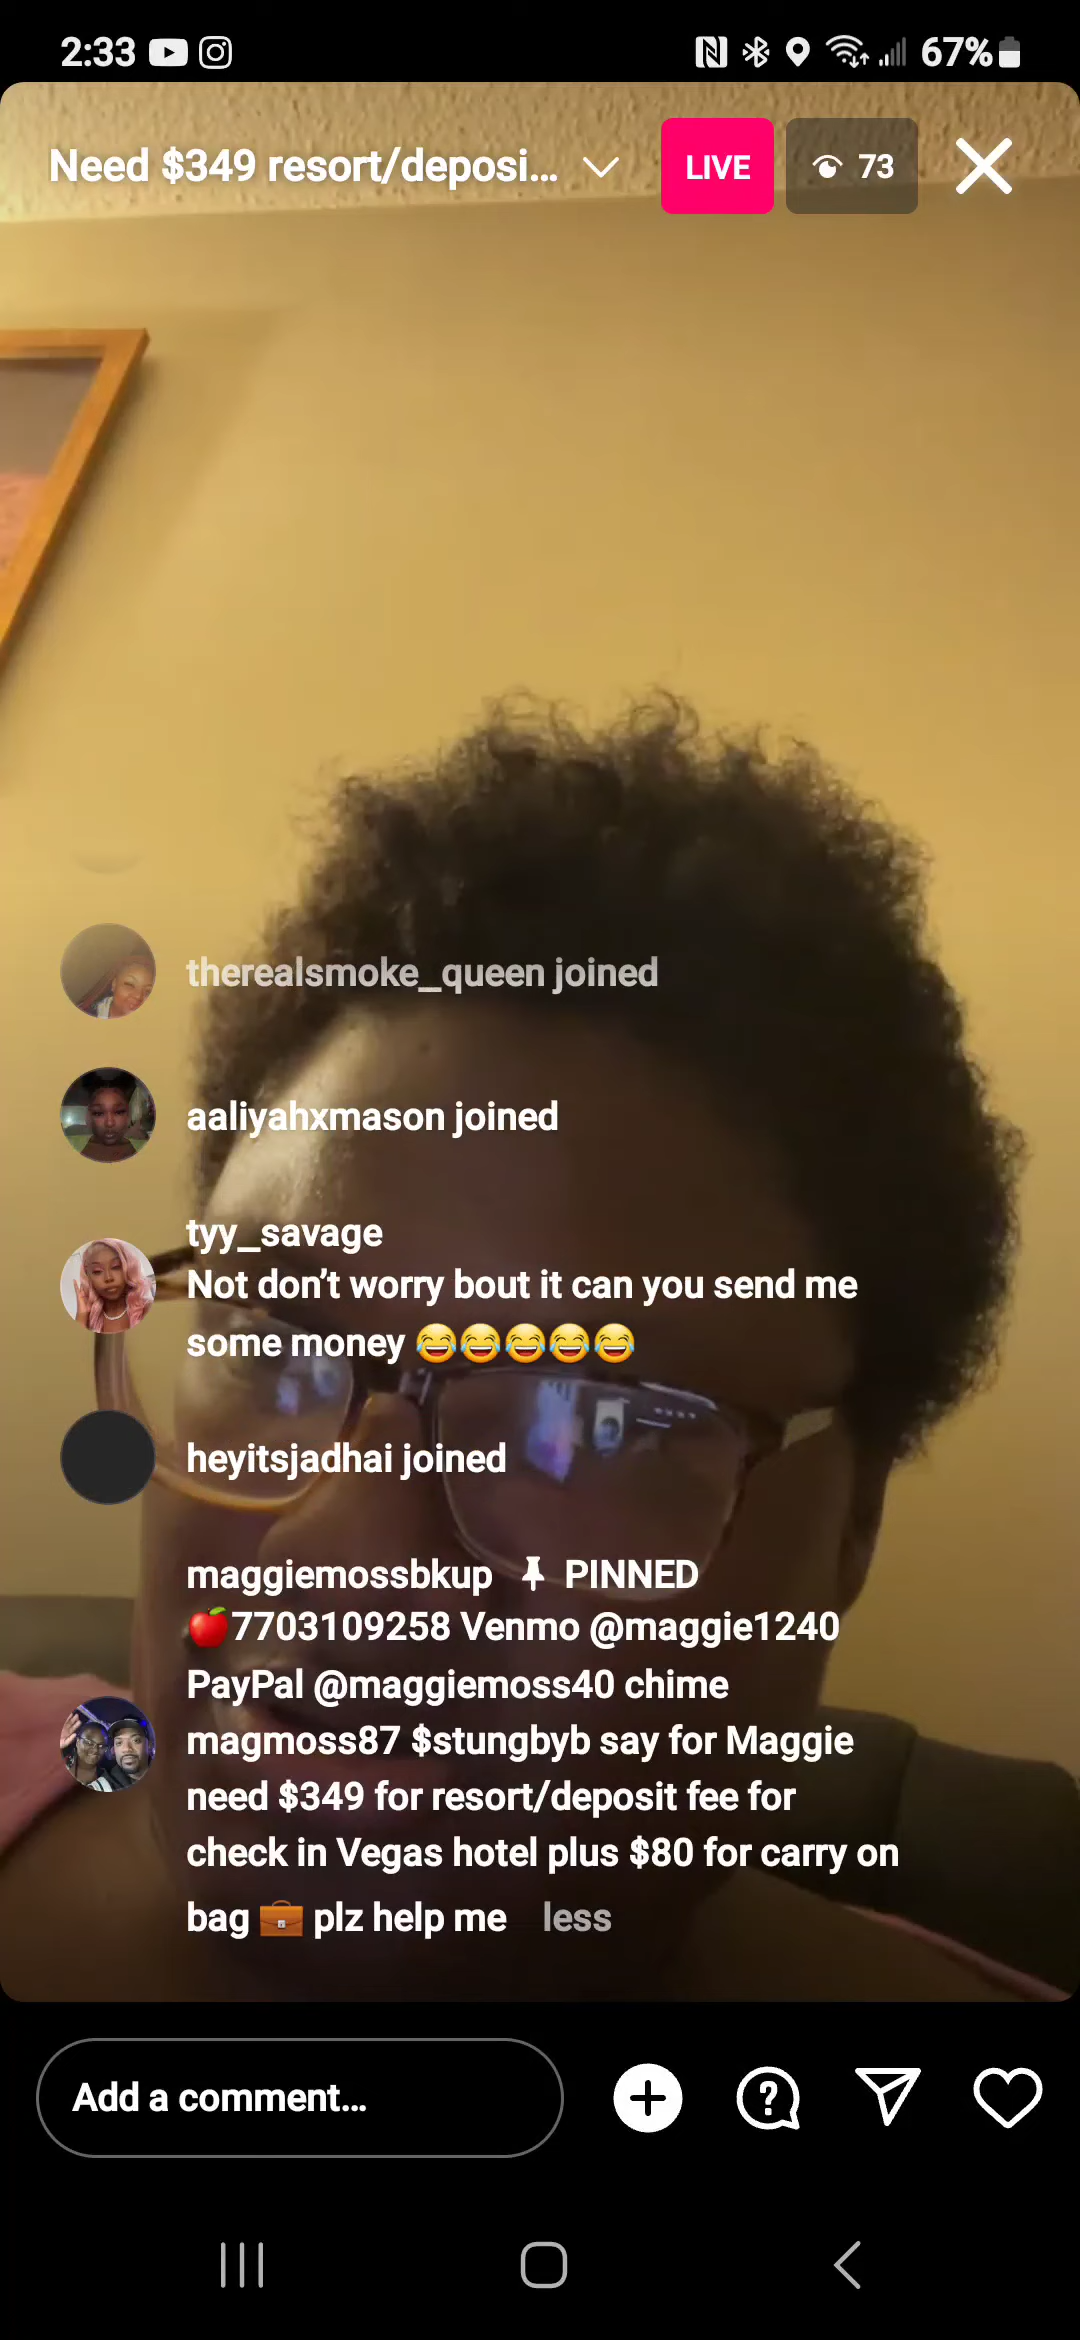 2:33 67%
Need $349 resort/deposi... LIVE 73
therealsmoke_queen joined
aaliyahxmason joined
tyy_savage
Not don’t worry bout it can you send me
some money 😂😂😂😂😂
heyitsjadhai joined
maggiemossbkup 📌 PINNED
🍎7703109258 Venmo @maggie1240
PayPal @maggiemoss40 chime
magmoss87 $stungbyb say for Maggie
need $349 for resort/deposit fee for
check in Vegas hotel plus $80 for carry on
bag 💼 plz help me less
Add a comment...